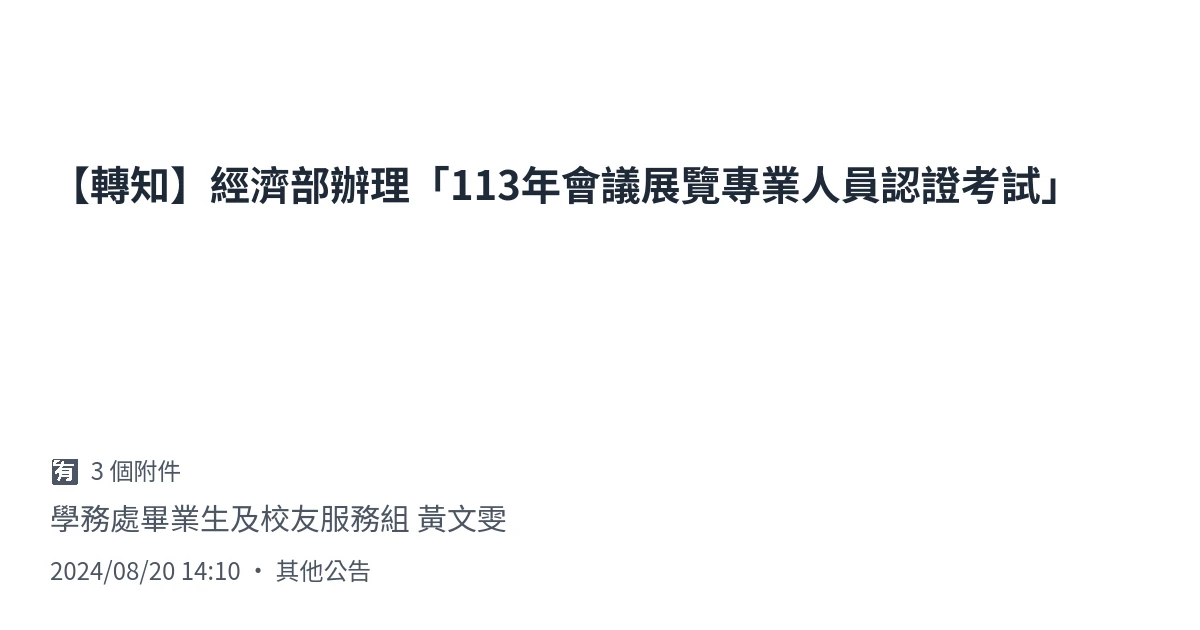 【轉知】經濟部辦理「113年會議展覽專業人員認證考試」
有 3 個附件
學務處畢業生及校友服務組 黃文雯
2024/08/20 14:10 • 其他公告